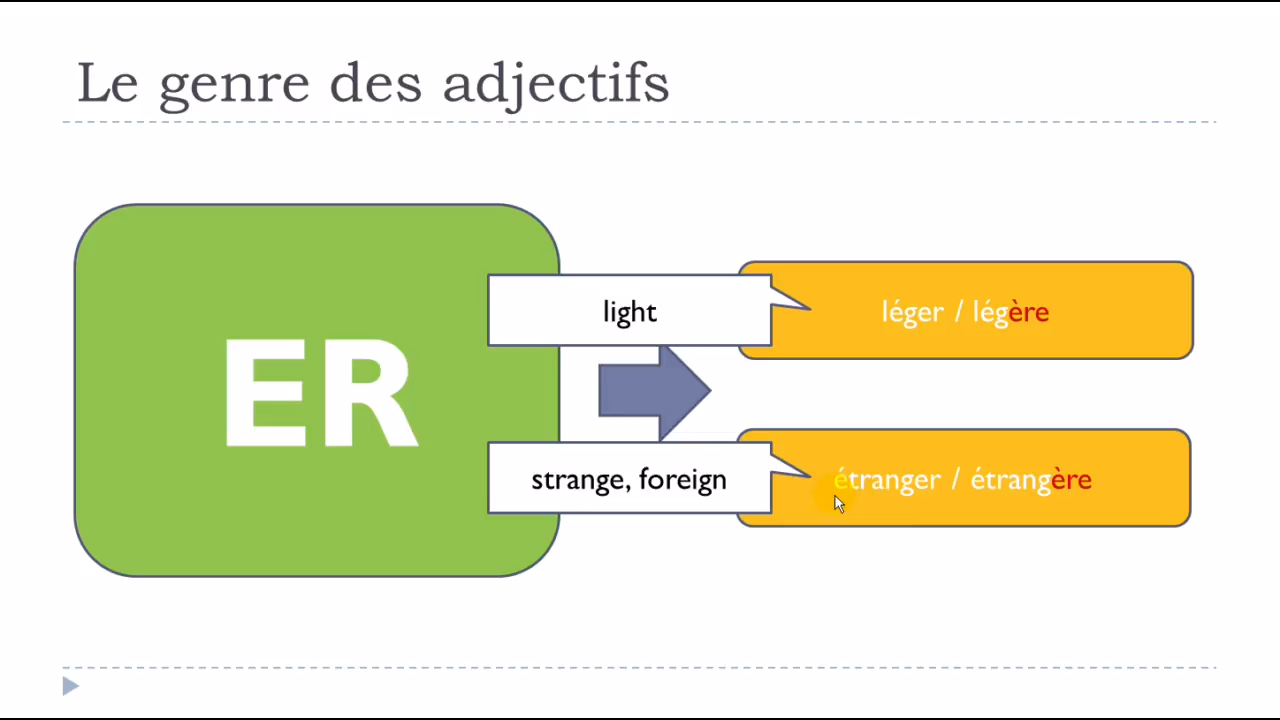 Le genre des adjectifs
ER
light
léger / légère
strange, foreign
étranger / étrangère